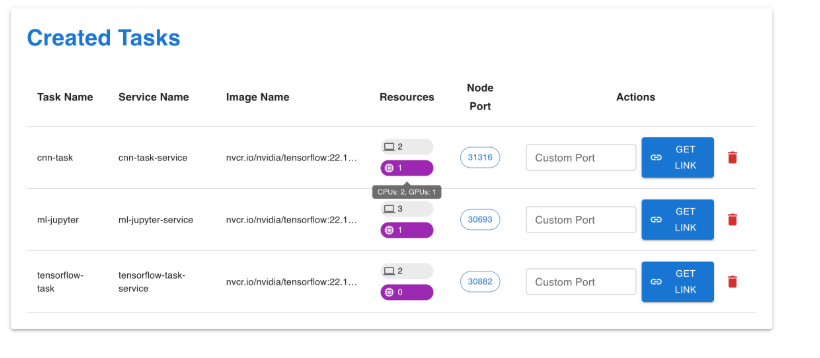 Created Tasks
Task Name Service Name Image Name Resources Node Port Actions
cnn-task cnn-task-service nvcr.io/nvidia/tensorflow:22.1... 2 1 31316 Custom Port GET LINK
CPUs: 2, GPUs: 1
ml-jupyter ml-jupyter-service nvcr.io/nvidia/tensorflow:22.1... 3 1 30693 Custom Port GET LINK
tensorflow-task tensorflow-task-service nvcr.io/nvidia/tensorflow:22.1... 2 0 30882 Custom Port GET LINK